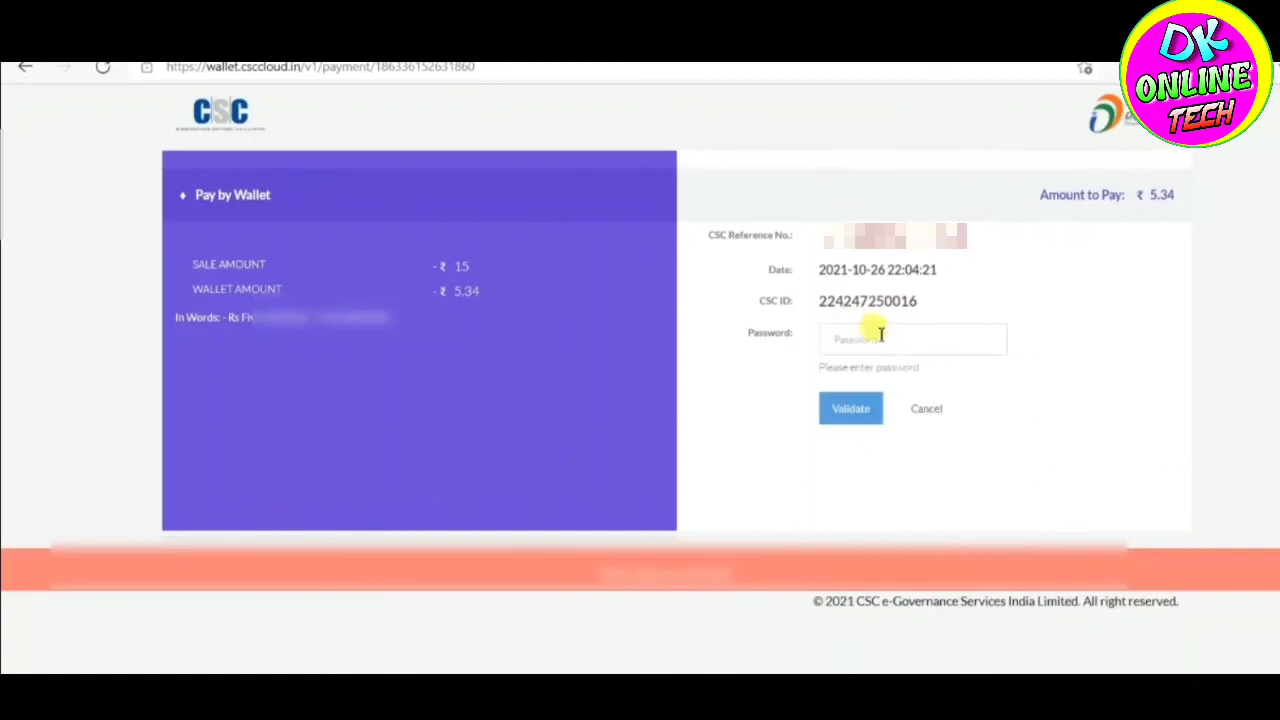 DK
ONLINE
TECH
https://wallet.csccloud.in/v1/payment/186336152631860
CSC
Pay by Wallet
Amount to Pay: ₹ 5.34
CSC Reference No.:
SALE AMOUNT - ₹ 15
Date: 2021-10-26 22:04:21
WALLET AMOUNT - ₹ 5.34
CSC ID: 224247250016
In Words: - Rs
Password:
Password
Please enter password
Validate Cancel
© 2021 CSC e-Governance Services India Limited. All right reserved.